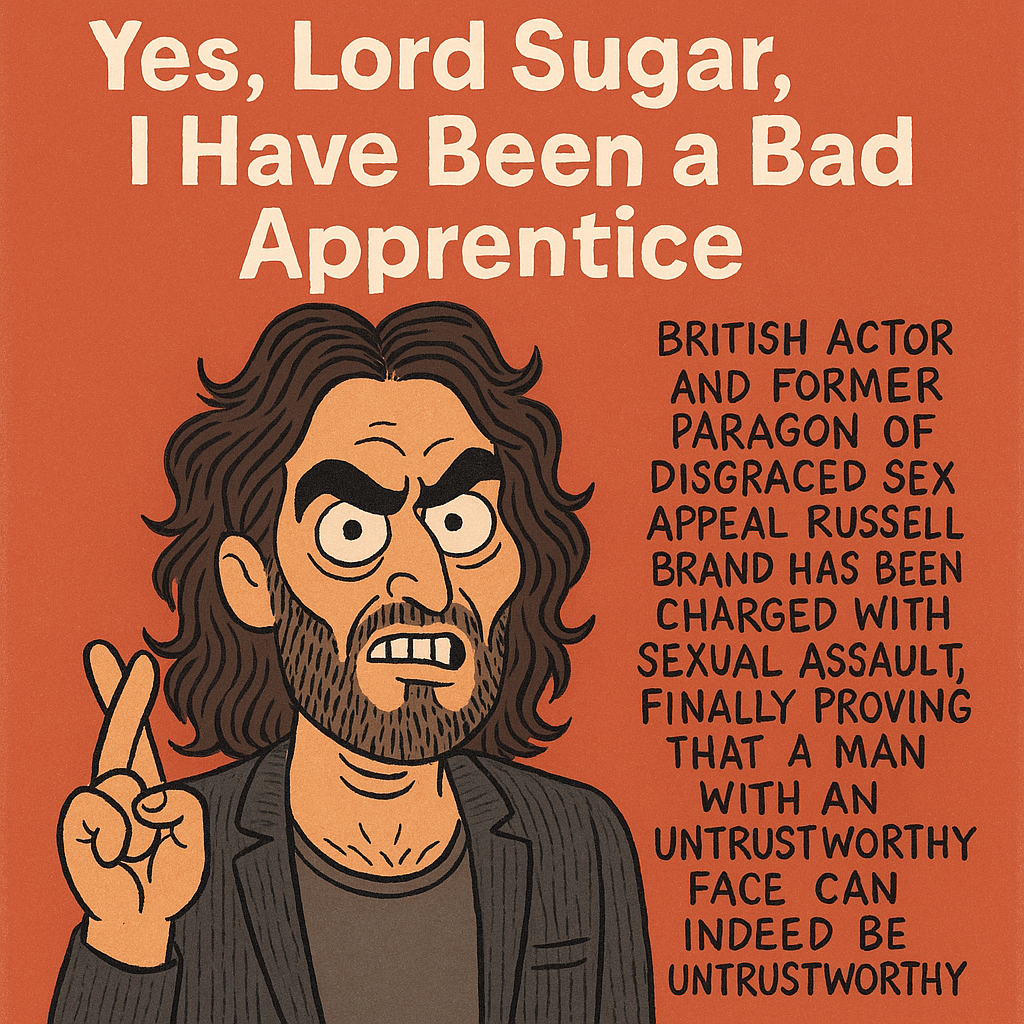 Yes, Lord Sugar,
I Have Been a Bad
Apprentice
BRITISH ACTOR
AND FORMER
PARAGON OF
DISGRACED SEX
APPEAL RUSSELL
BRAND HAS BEEN
CHARGED WITH
SEXUAL ASSAULT,
FINALLY PROVING
THAT A MAN
WITH AN
UNTRUSTWORTHY
FACE CAN
INDEED BE
UNTRUSTWORTHY